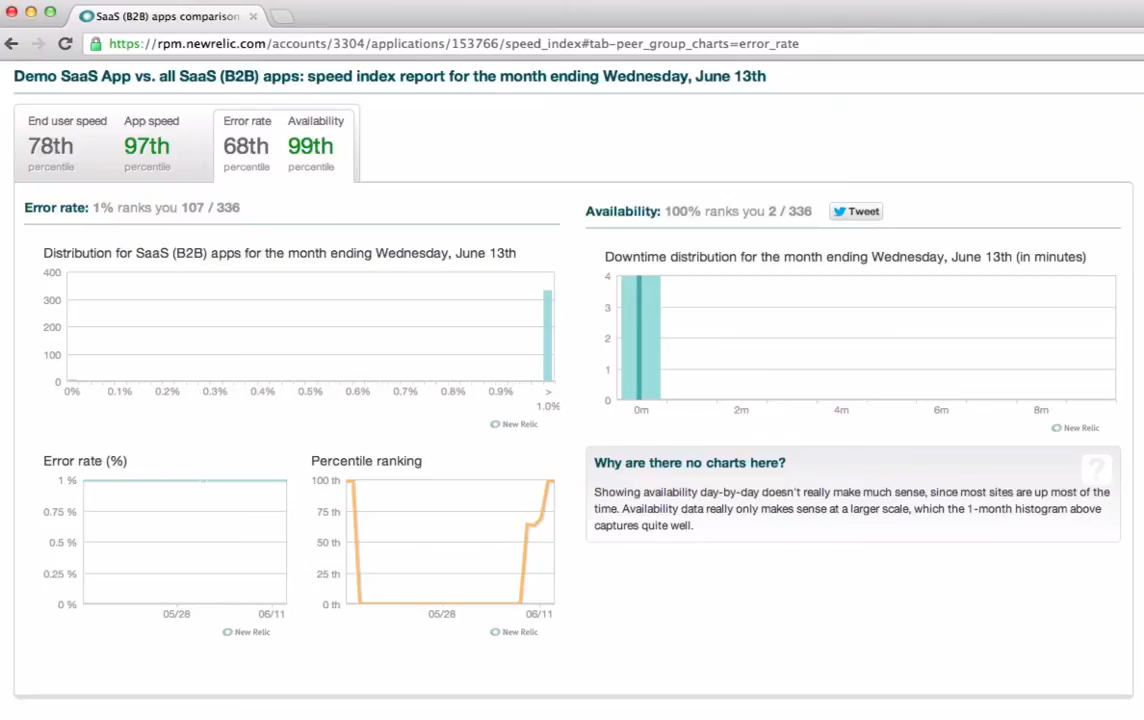 SaaS (B2B) apps comparison
https://rpm.newrelic.com/accounts/3304/applications/153766/speed_index#tab-peer_group_charts=error_rate
Demo SaaS App vs. all SaaS (B2B) apps: speed index report for the month ending Wednesday, June 13th
End user speed App speed Error rate Availability
78th 97th 68th 99th
percentile percentile percentile percentile
Error rate: 1% ranks you 107 / 336
Distribution for SaaS (B2B) apps for the month ending Wednesday, June 13th
400
300
200
100
0
0% 0.1% 0.2% 0.3% 0.4% 0.5% 0.6% 0.7% 0.8% 0.9% >
1.0%
New Relic
Error rate (%)
1 %
0.75 %
0.5 %
0.25 %
0 %
05/28 06/11
New Relic
Percentile ranking
100 th
75 th
50 th
25 th
0 th
05/28 06/11
New Relic
Availability: 100% ranks you 2 / 336
Tweet
Downtime distribution for the month ending Wednesday, June 13th (in minutes)
4
3
2
1
0
0m 2m 4m 6m 8m
New Relic
Why are there no charts here?
?
Showing availability day-by-day doesn't really make much sense, since most sites are up most of the
time. Availability data really only makes sense at a larger scale, which the 1-month histogram above
captures quite well.